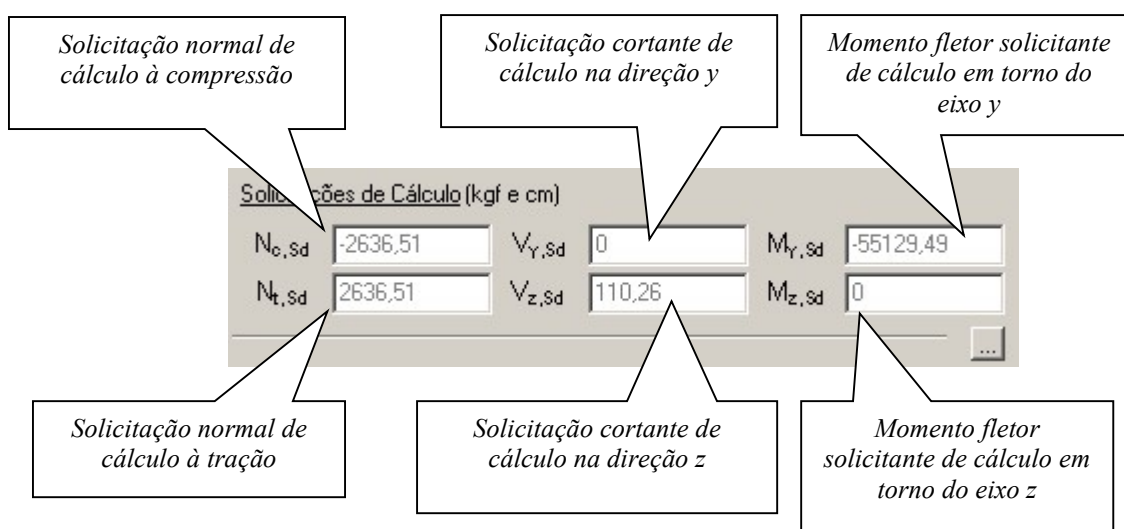 Solicitação normal de
cálculo à compressão
Solicitação cortante de
cálculo na direção y
Momento fletor solicitante
de cálculo em torno do
eixo y
Solicitações de Cálculo (kgf e cm)
Nc,Sd -2636,51 VY,Sd 0 MY,Sd -55129,49
Nt,Sd 2636,51 Vz,Sd 110,26 Mz,Sd 0
...
Solicitação normal de
cálculo à tração
Solicitação cortante de
cálculo na direção z
Momento fletor
solicitante de cálculo em
torno do eixo z